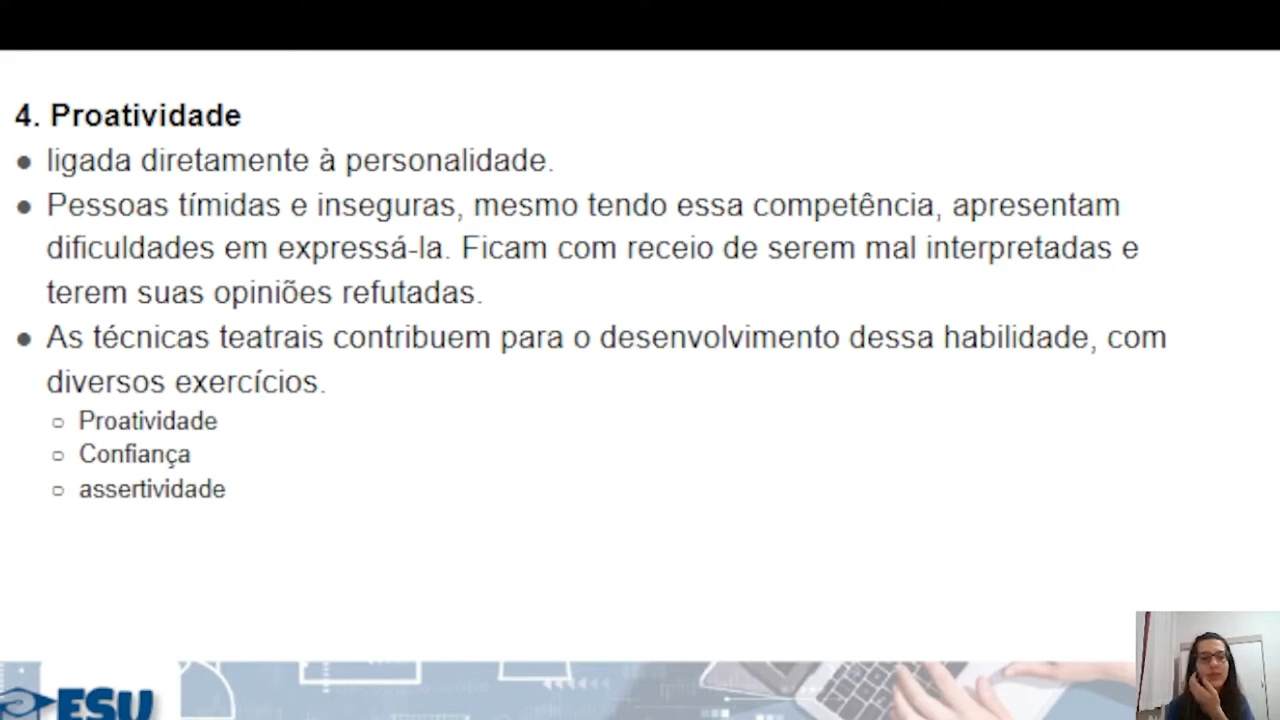 4. Proatividade
● ligada diretamente à personalidade.
● Pessoas tímidas e inseguras, mesmo tendo essa competência, apresentam
dificuldades em expressá-la. Ficam com receio de serem mal interpretadas e
terem suas opiniões refutadas.
● As técnicas teatrais contribuem para o desenvolvimento dessa habilidade, com
diversos exercícios.
○ Proatividade
○ Confiança
○ assertividade
ESU